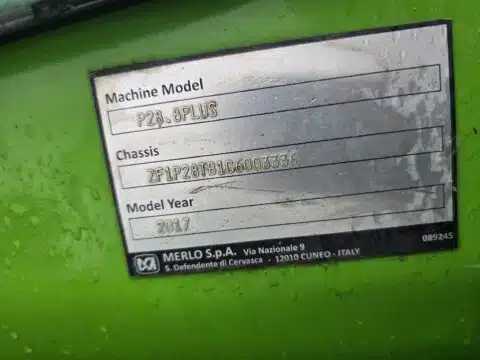 Machine Model
P28.8PLUS
Chassis
ZF1P28TB1C6003336
Model Year
2017
MERLO S.p.A. Via Nazionale 9
S. Defendente di Cervasca - 12010 CUNEO - ITALY
089245